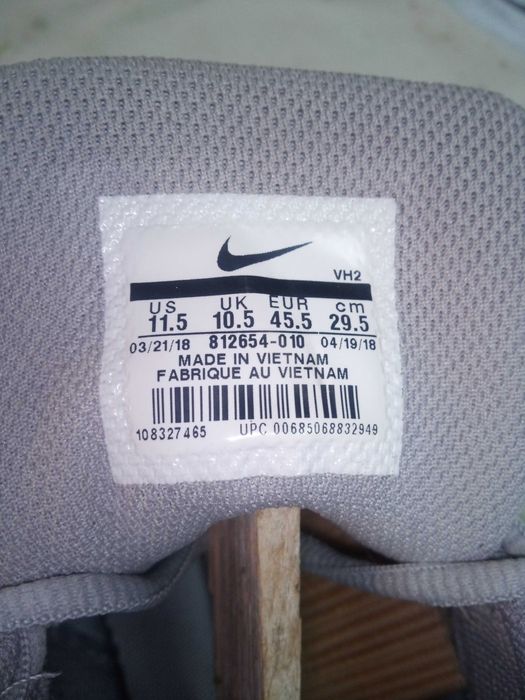 VH2
US UK EUR cm
11.5 10.5 45.5 29.5
03/21/18 812654-010 04/19/18
MADE IN VIETNAM
FABRIQUE AU VIETNAM
108327465 UPC 00685068832949